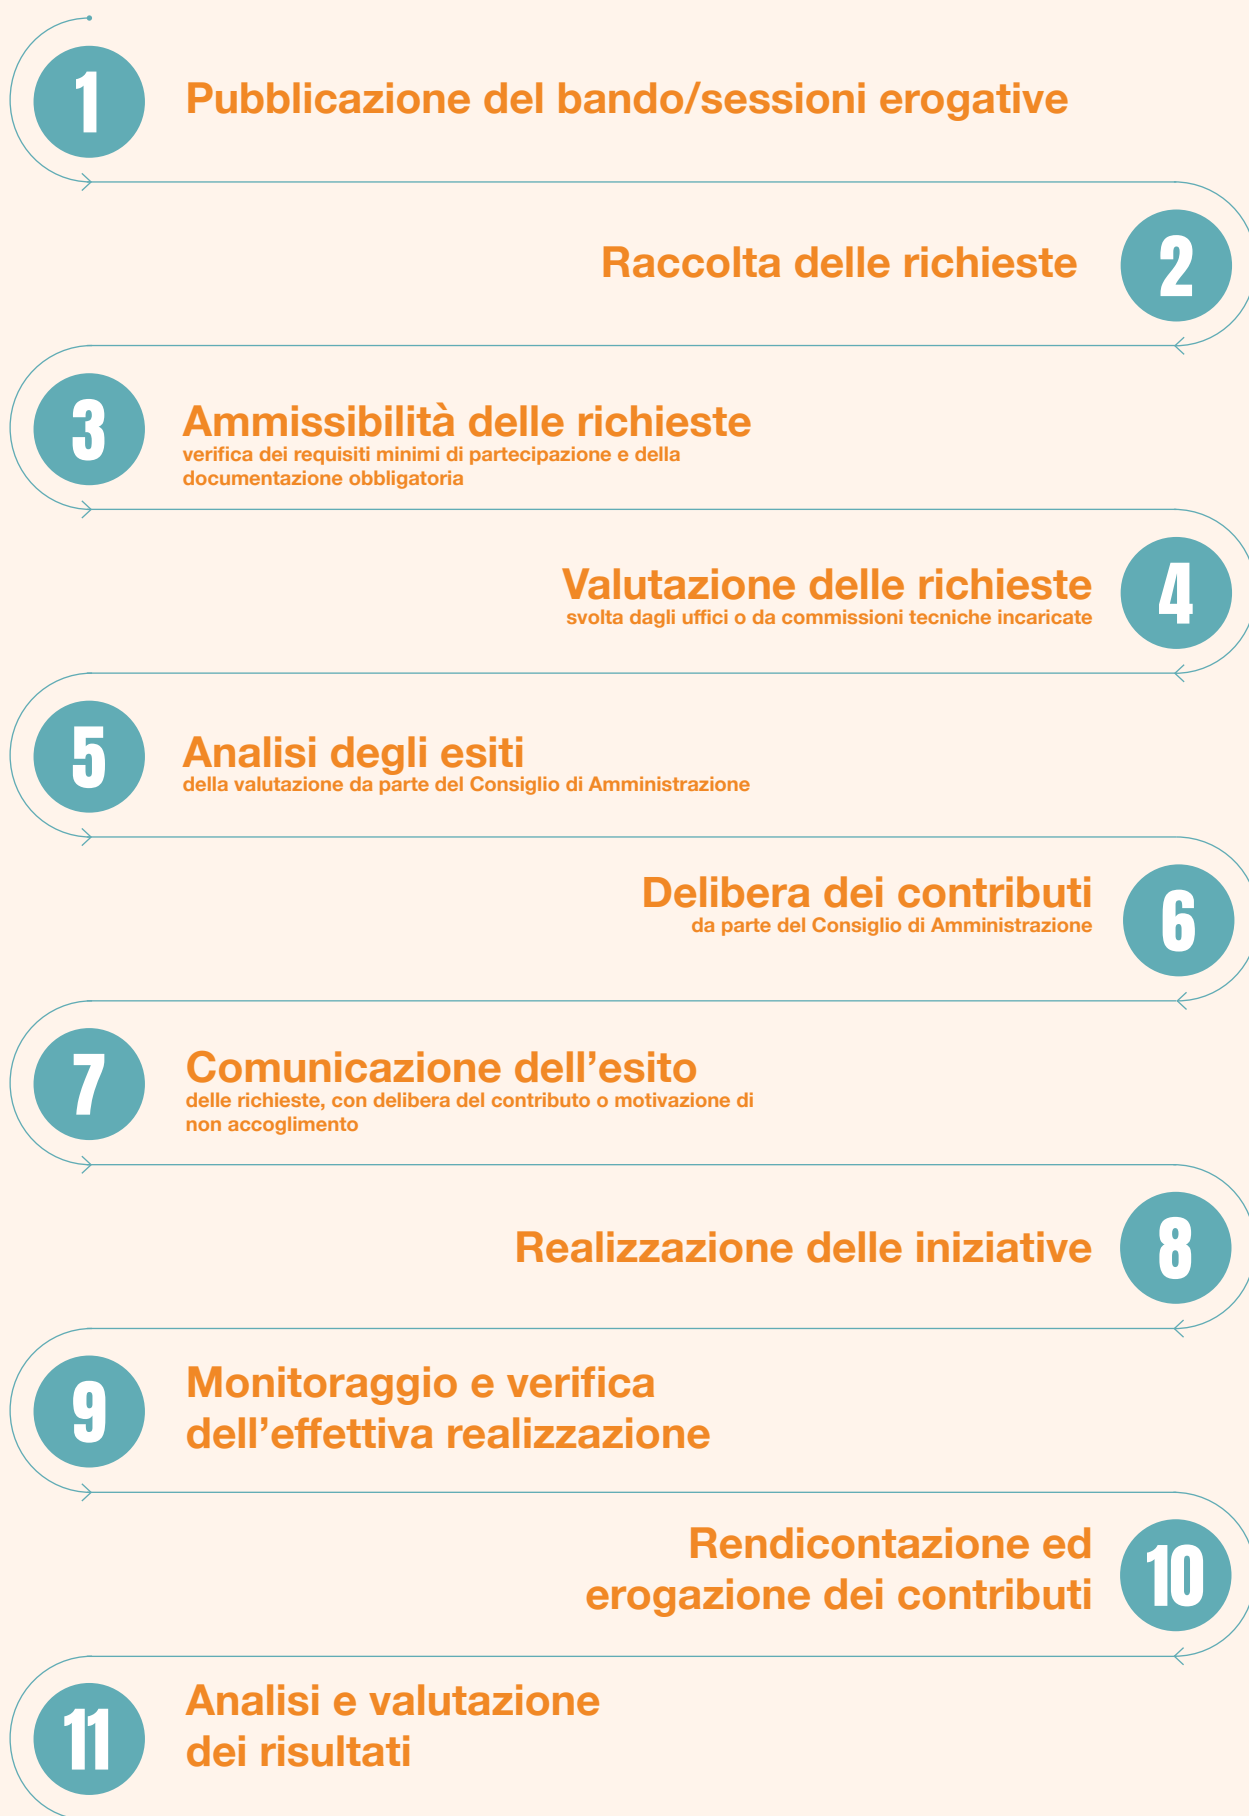 1
Pubblicazione del bando/sessioni erogative
Raccolta delle richieste
2
3
Ammissibilità delle richieste
verifica dei requisiti minimi di partecipazione e della
documentazione obbligatoria
Valutazione delle richieste
svolta dagli uffici o da commissioni tecniche incaricate
4
5
Analisi degli esiti
della valutazione da parte del Consiglio di Amministrazione
Delibera dei contributi
da parte del Consiglio di Amministrazione
6
7
Comunicazione dell’esito
delle richieste, con delibera del contributo o motivazione di
non accoglimento
Realizzazione delle iniziative
8
9
Monitoraggio e verifica
dell’effettiva realizzazione
Rendicontazione ed
erogazione dei contributi
10
11
Analisi e valutazione
dei risultati